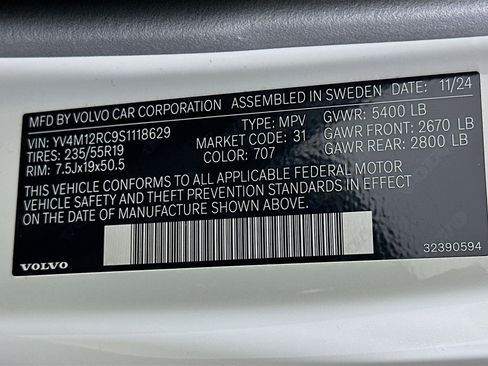 MFD BY VOLVO CAR CORPORATION ASSEMBLED IN SWEDEN DATE: 11/24
VIN: YV4M12RC9S1118629 TYPE: MPV GVWR: 5400 LB
TIRES: 235/55R19 MARKET CODE: 31 GAWR FRONT: 2670 LB
RIM: 7.5Jx19x50.5 COLOR: 707 GAWR REAR: 2800 LB
THIS VEHICLE CONFORMS TO ALL APPLICABLE FEDERAL MOTOR
VEHICLE SAFETY AND THEFT PREVENTION STANDARDS IN EFFECT
ON THE DATE OF MANUFACTURE SHOWN ABOVE.
VOLVO 32390594